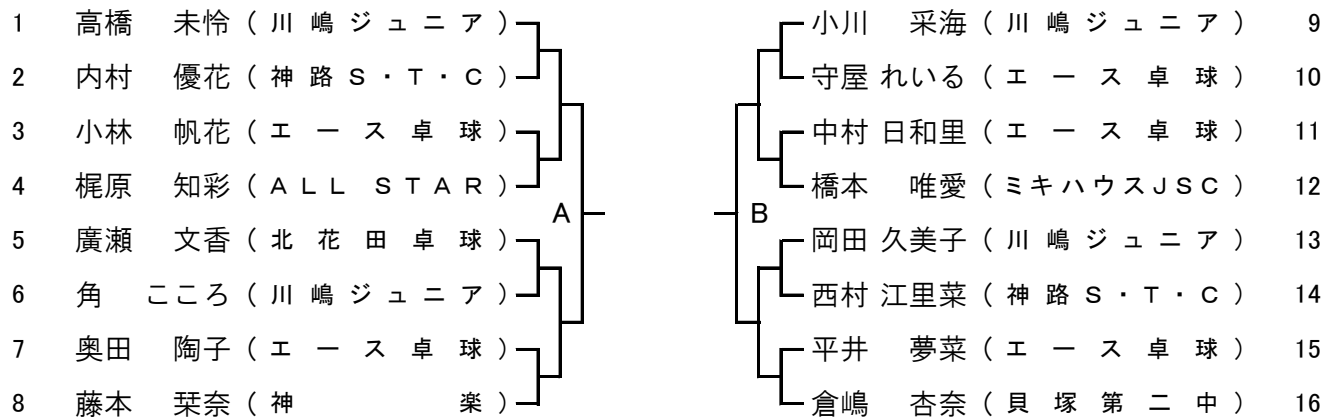 1 高橋 未怜 ( 川嶋ジュニア ) 小川 采海 ( 川嶋ジュニア ) 9
2 内村 優花 ( 神路S・T・C ) 守屋 れいる ( エース卓球 ) 10
3 小林 帆花 ( エース卓球 ) 中村 日和里 ( エース卓球 ) 11
4 梶原 知彩 ( ALL STAR ) 橋本 唯愛 ( ミキハウスJSC ) 12
A B
5 廣瀬 文香 ( 北花田卓球 ) 岡田 久美子 ( 川嶋ジュニア ) 13
6 角 こころ ( 川嶋ジュニア ) 西村 江里菜 ( 神路S・T・C ) 14
7 奥田 陶子 ( エース卓球 ) 平井 夢菜 ( エース卓球 ) 15
8 藤本 栞奈 ( 神楽 ) 倉嶋 杏奈 ( 貝塚第二中 ) 16